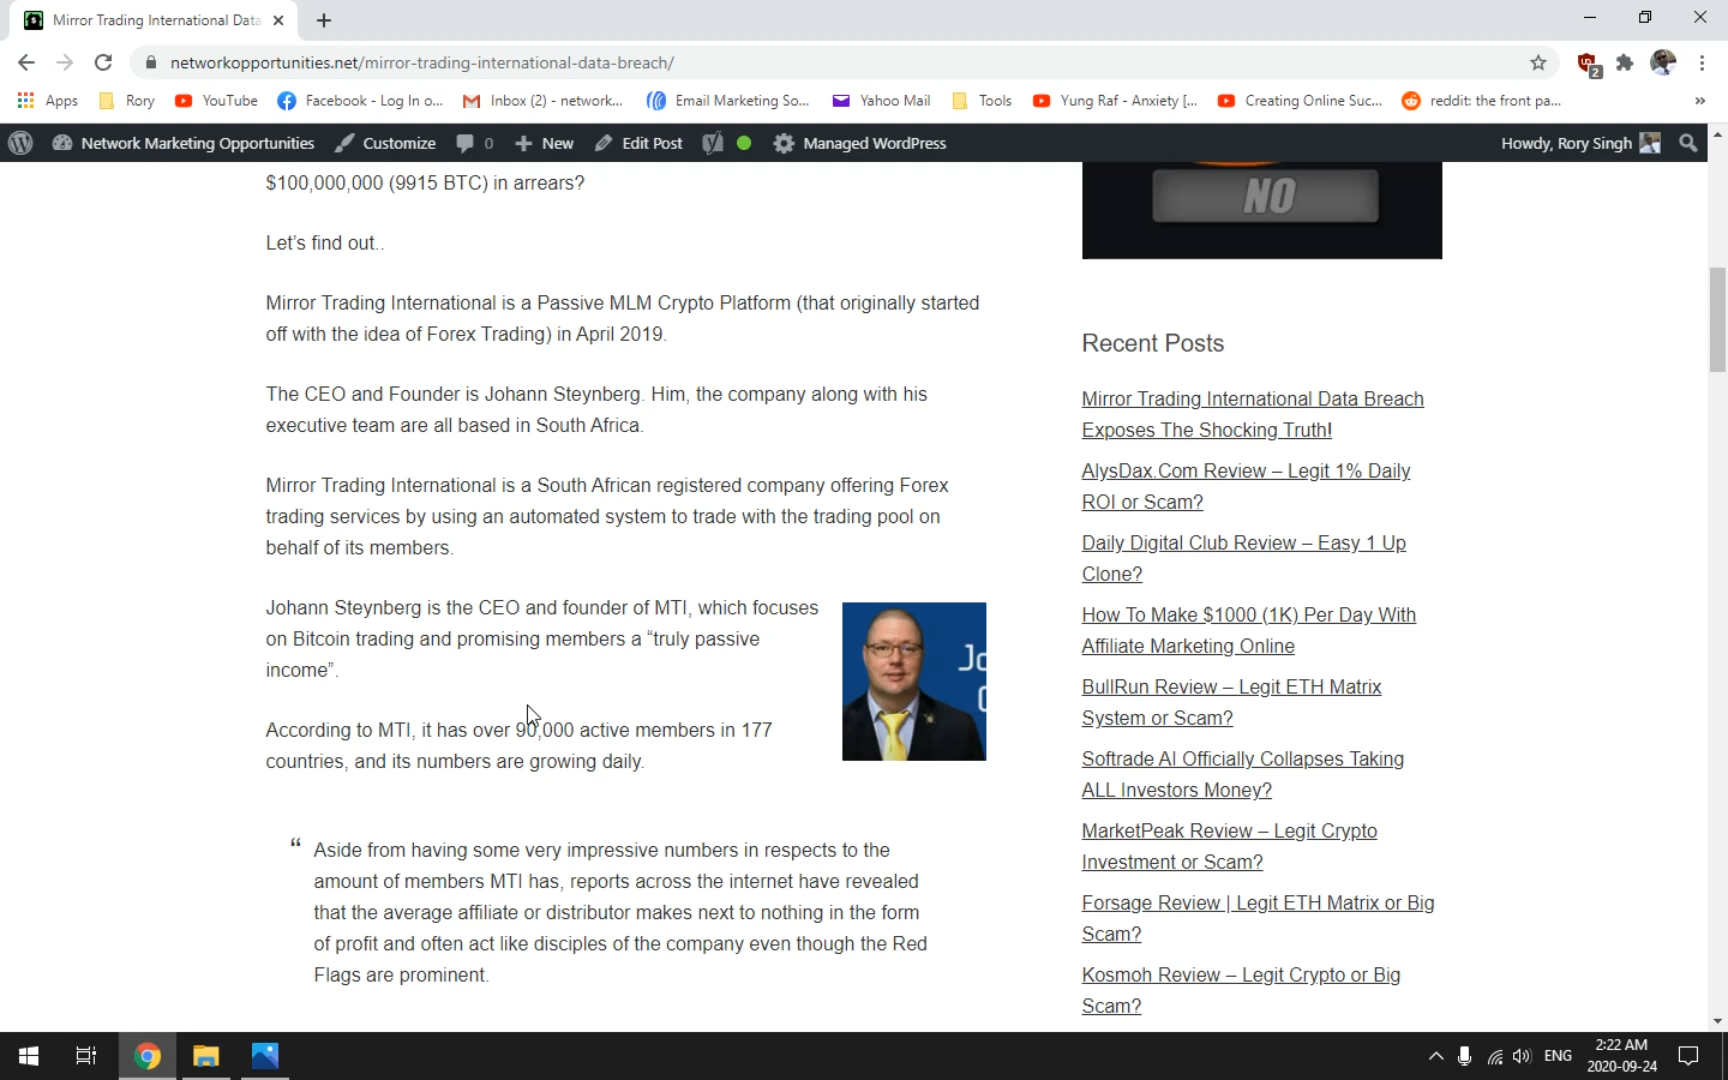 Mirror Trading International Data
networkopportunities.net/mirror-trading-international-data-breach/
2
Apps
Rory
YouTube
Facebook - Log In o...
Inbox (2) - network...
Email Marketing So...
Yahoo Mail
Tools
Yung Raf - Anxiety [...
Creating Online Suc...
reddit: the front pa...
»
Network Marketing Opportunities
Customize
0
New
Edit Post
Managed WordPress
Howdy, Rory Singh
$100,000,000 (9915 BTC) in arrears?
Let's find out..
Mirror Trading International is a Passive MLM Crypto Platform (that originally started
off with the idea of Forex Trading) in April 2019.
The CEO and Founder is Johann Steynberg. Him, the company along with his
executive team are all based in South Africa.
Mirror Trading International is a South African registered company offering Forex
trading services by using an automated system to trade with the trading pool on
behalf of its members.
Johann Steynberg is the CEO and founder of MTI, which focuses
on Bitcoin trading and promising members a “truly passive
income”.
According to MTI, it has over 90,000 active members in 177
countries, and its numbers are growing daily.
“ Aside from having some very impressive numbers in respects to the
amount of members MTI has, reports across the internet have revealed
that the average affiliate or distributor makes next to nothing in the form
of profit and often act like disciples of the company even though the Red
Flags are prominent.
NO
Recent Posts
Mirror Trading International Data Breach
Exposes The Shocking Truth!
AlysDax.Com Review – Legit 1% Daily
ROI or Scam?
Daily Digital Club Review – Easy 1 Up
Clone?
How To Make $1000 (1K) Per Day With
Affiliate Marketing Online
BullRun Review – Legit ETH Matrix
System or Scam?
Softrade AI Officially Collapses Taking
ALL Investors Money?
MarketPeak Review – Legit Crypto
Investment or Scam?
Forsage Review | Legit ETH Matrix or Big
Scam?
Kosmoh Review – Legit Crypto or Big
Scam?
ENG
2:22 AM
2020-09-24